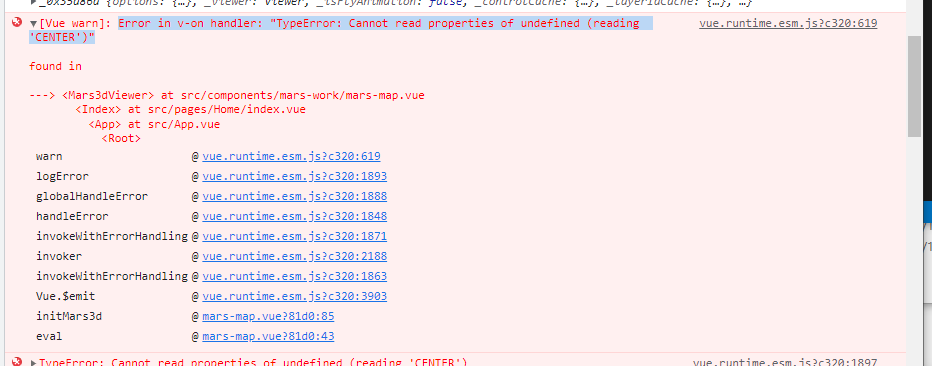 ▶_0x35d86a {options: {…}, _viewer: Viewer, _isFlyAnimation: false, _controlCache: {…}, _layerIdCache: {…}, …}
▼[Vue warn]: Error in v-on handler: "TypeError: Cannot read properties of undefined (reading vue.runtime.esm.js?c320:619
'CENTER')"
found in
---> <Mars3dViewer> at src/components/mars-work/mars-map.vue
<Index> at src/pages/Home/index.vue
<App> at src/App.vue
<Root>
warn @ vue.runtime.esm.js?c320:619
logError @ vue.runtime.esm.js?c320:1893
globalHandleError @ vue.runtime.esm.js?c320:1888
handleError @ vue.runtime.esm.js?c320:1848
invokeWithErrorHandling @ vue.runtime.esm.js?c320:1871
invoker @ vue.runtime.esm.js?c320:2188
invokeWithErrorHandling @ vue.runtime.esm.js?c320:1863
Vue.$emit @ vue.runtime.esm.js?c320:3903
initMars3d @ mars-map.vue?81d0:85
eval @ mars-map.vue?81d0:43
▶TypeError: Cannot read properties of undefined (reading 'CENTER') vue.runtime.esm.js?c320:1897